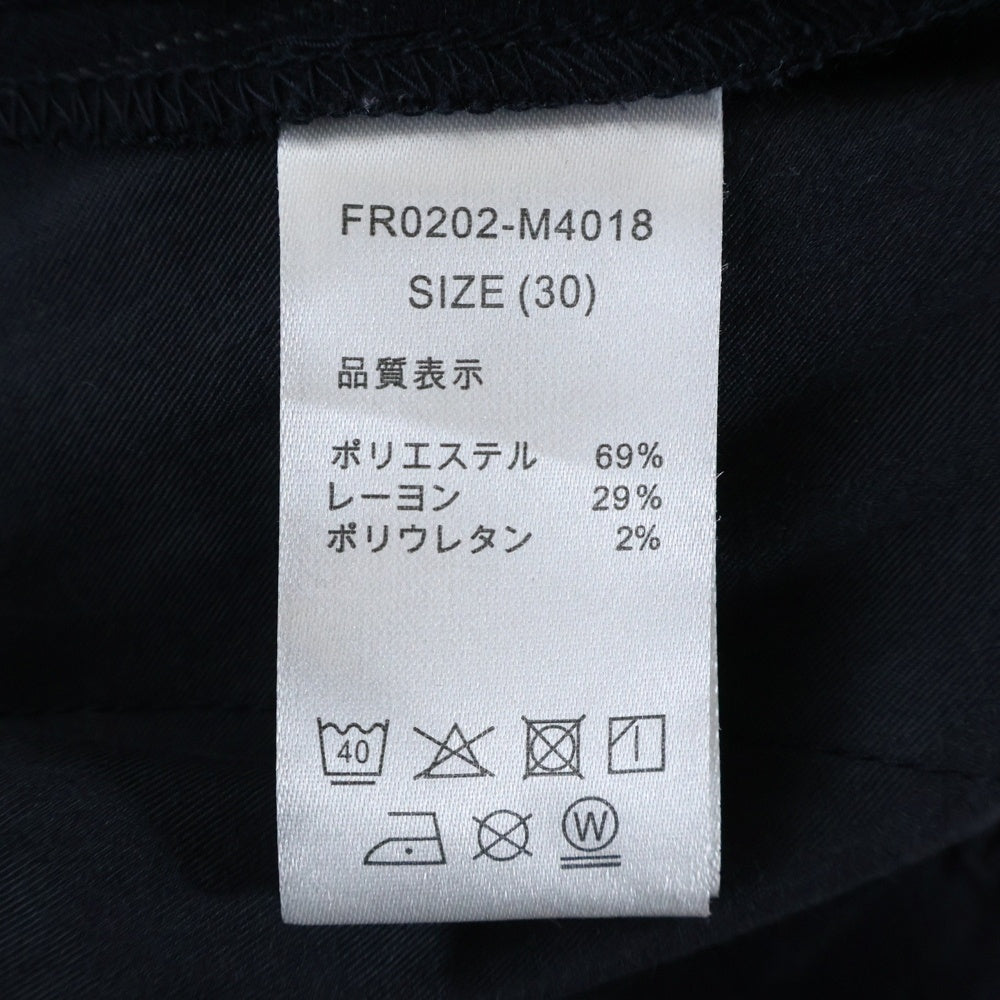 FR0202-M4018
SIZE (30)
品質表示
ポリエステル 69%
レーヨン 29%
ポリウレタン 2%
40
W